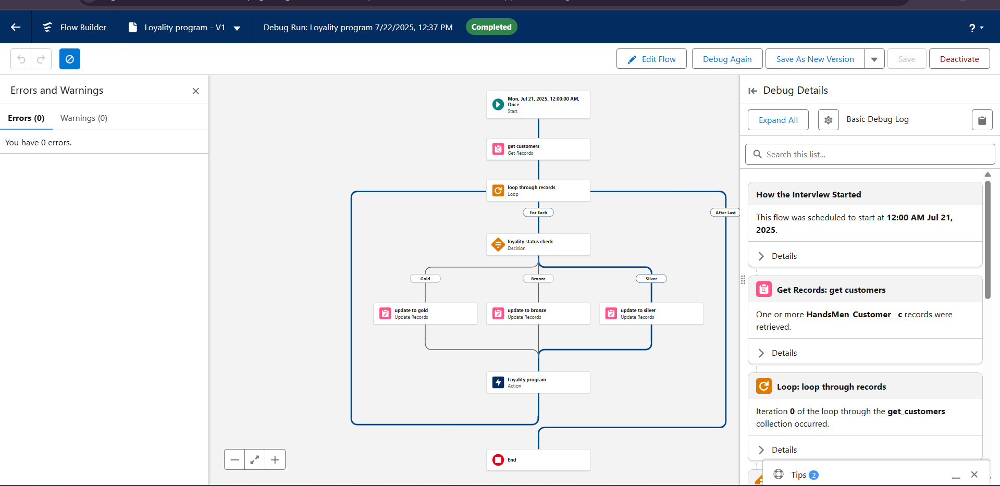 Flow Builder
Loyality program - V1
Debug Run: Loyality program 7/22/2025, 12:37 PM
Completed
?
Edit Flow
Debug Again
Save As New Version
Save
Deactivate
Errors and Warnings
Errors (0)
Warnings (0)
You have 0 errors.
Mon, Jul 21, 2025, 12:00:00 AM,
Once
Start
get customers
Get Records
loop through records
Loop
For Each
After Last
loyality status check
Decision
Gold
Bronze
Silver
update to gold
Update Records
update to bronze
Update Records
update to silver
Update Records
Loyality program
Action
End
Debug Details
Expand All
Basic Debug Log
Search this list...
How the Interview Started
This flow was scheduled to start at 12:00 AM Jul 21,
2025.
Details
Get Records: get customers
One or more HandsMen_Customer__c records were
retrieved.
Details
Loop: loop through records
Iteration 0 of the loop through the get_customers
collection occurred.
Details
Tips 2